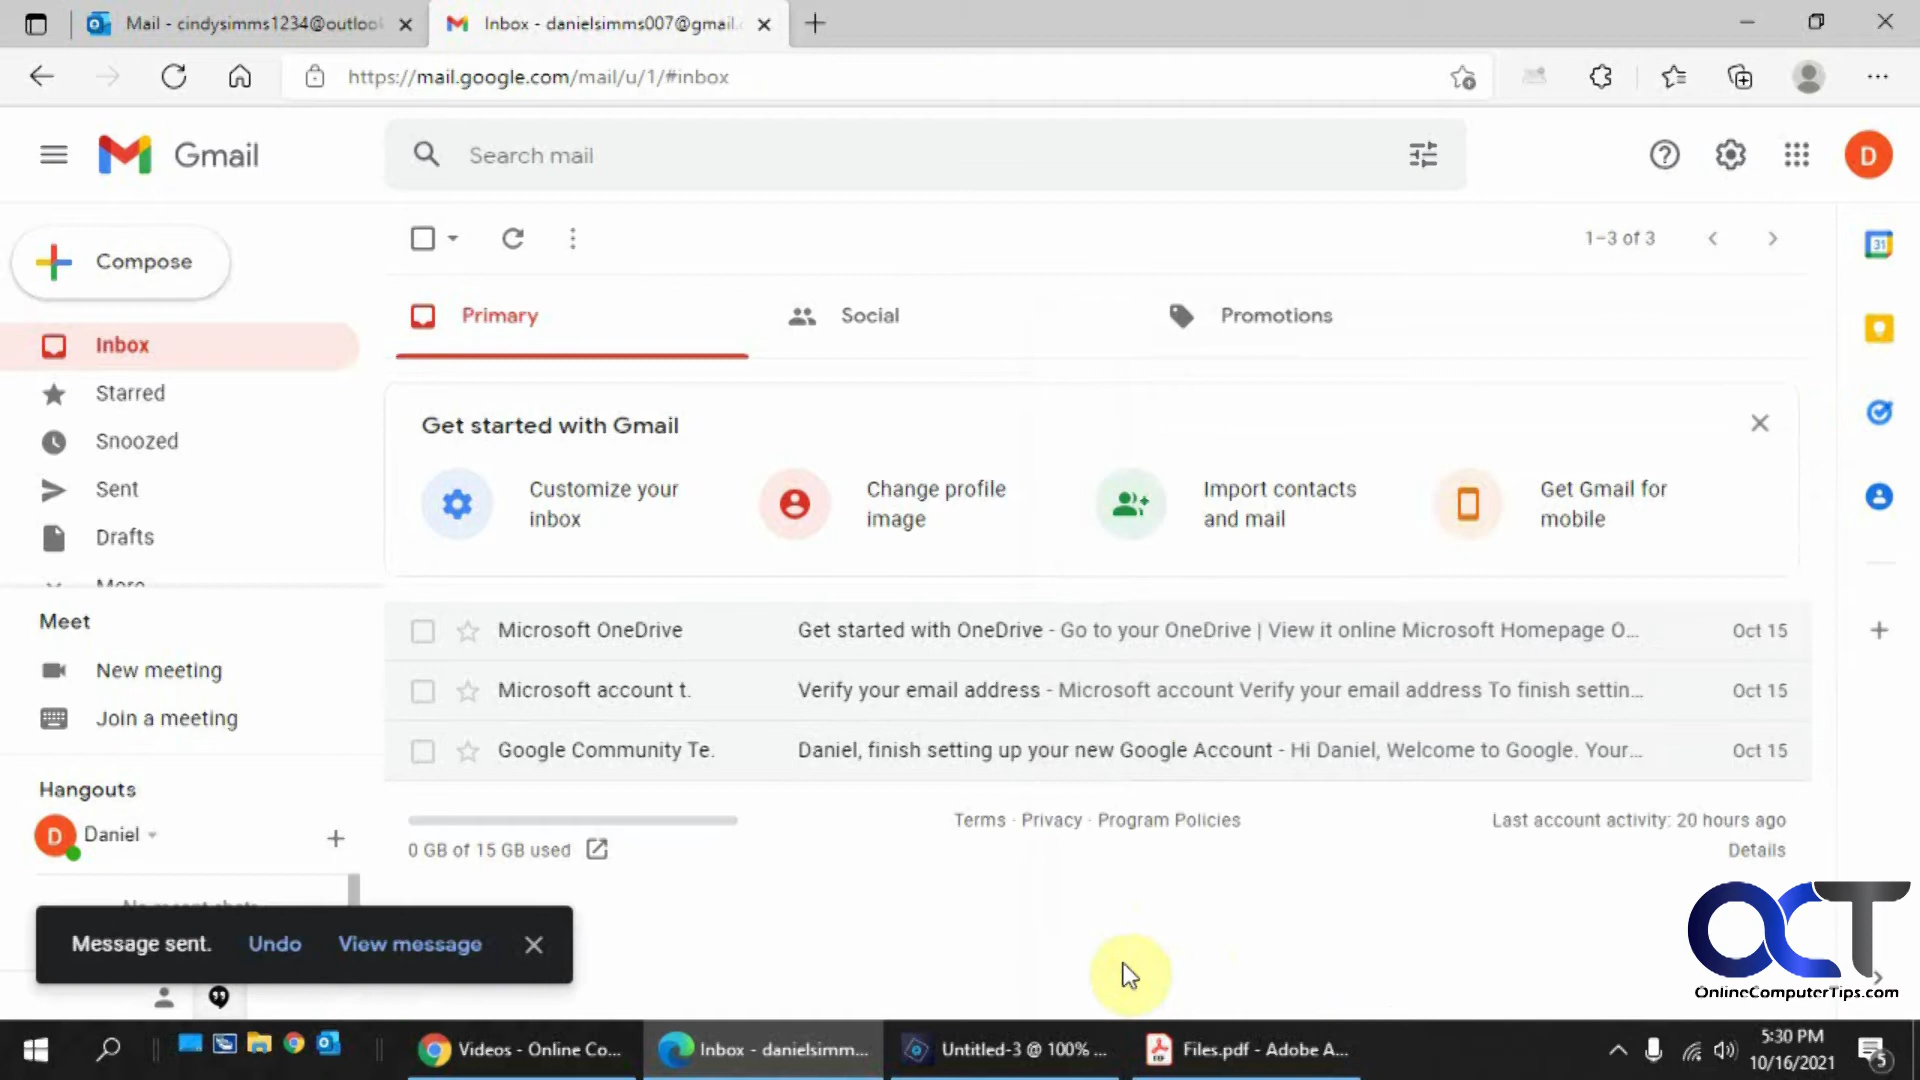 Mail - cindysimms1234@outlook
Inbox - danielsimms007@gmail.c
https://mail.google.com/mail/u/1/#inbox
Gmail
Search mail
D
Compose
1–3 of 3
31
Primary
Social
Promotions
Inbox
Starred
Snoozed
Sent
Drafts
More
Get started with Gmail
Customize your
inbox
Change profile
image
Import contacts
and mail
Get Gmail for
mobile
Microsoft OneDrive
Get started with OneDrive - Go to your OneDrive | View it online Microsoft Homepage O...
Oct 15
Microsoft account t.
Verify your email address - Microsoft account Verify your email address To finish settin...
Oct 15
Google Community Te.
Daniel, finish setting up your new Google Account - Hi Daniel, Welcome to Google. Your...
Oct 15
Meet
New meeting
Join a meeting
Hangouts
D
Daniel
No recent chats
Terms · Privacy · Program Policies
Last account activity: 20 hours ago
0 GB of 15 GB used
Details
Message sent.
Undo
View message
OCT
OnlineComputerTips.com
Videos - Online Co...
Inbox - danielsimm...
Untitled-3 @ 100% ...
Files.pdf - Adobe A...
5:30 PM
10/16/2021
5